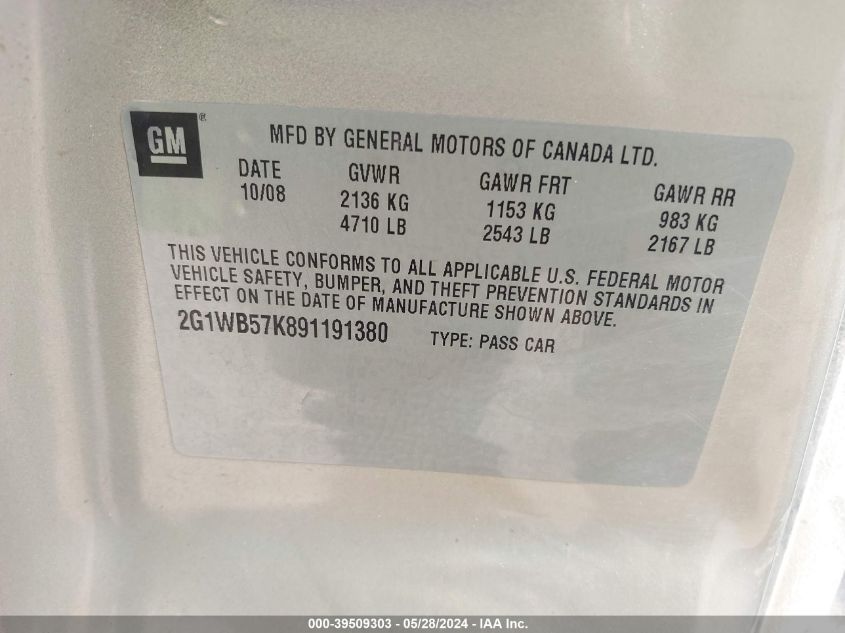 GM ®
MFD BY GENERAL MOTORS OF CANADA LTD.
DATE GVWR GAWR FRT GAWR RR
10/08 2136 KG 1153 KG 983 KG
4710 LB 2543 LB 2167 LB
THIS VEHICLE CONFORMS TO ALL APPLICABLE U.S. FEDERAL MOTOR
VEHICLE SAFETY, BUMPER, AND THEFT PREVENTION STANDARDS IN
EFFECT ON THE DATE OF MANUFACTURE SHOWN ABOVE.
2G1WB57K891191380 TYPE: PASS CAR
000-39509303 - 05/28/2024 - IAA Inc.